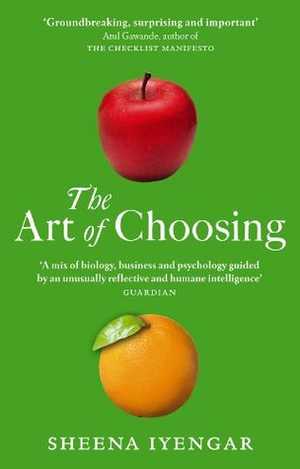 ‘Groundbreaking, surprising and important’
Atul Gawande, author of
THE CHECKLIST MANIFESTO
The
Art of Choosing
‘A mix of biology, business and psychology guided
by an unusually reflective and humane intelligence’
GUARDIAN
SHEENA IYENGAR